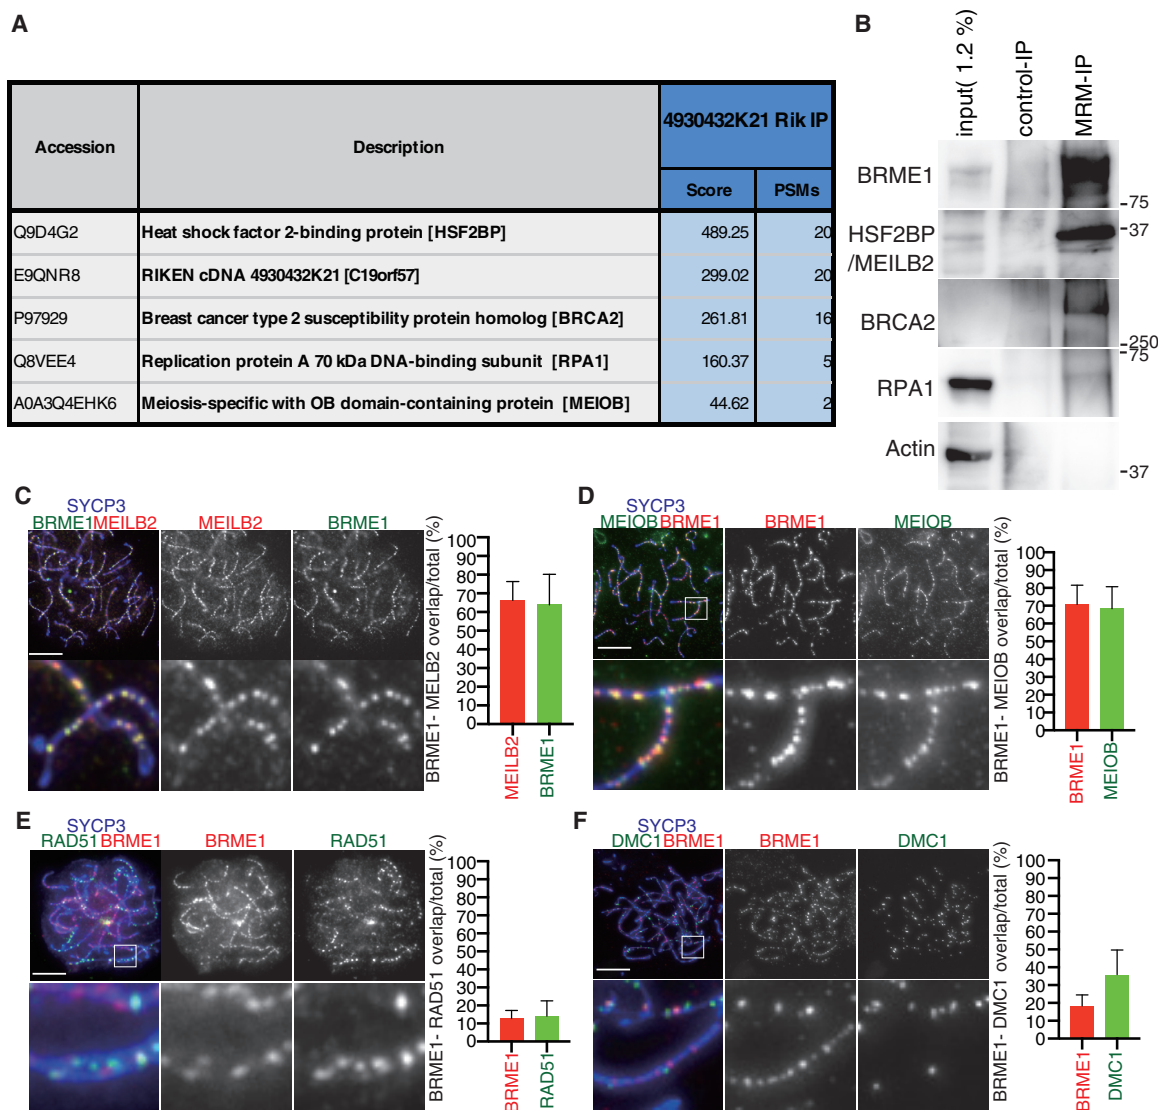 A
Accession
Description
4930432K21 Rik IP
Score
PSMs
Q9D4G2
Heat shock factor 2-binding protein [HSF2BP]
489.25
20
E9QNR8
RIKEN cDNA 4930432K21 [C19orf57]
299.02
20
P97929
Breast cancer type 2 susceptibility protein homolog [BRCA2]
261.81
16
Q8VEE4
Replication protein A 70 kDa DNA-binding subunit [RPA1]
160.37
5
A0A3Q4EHK6
Meiosis-specific with OB domain-containing protein [MEIOB]
44.62
2
B
input( 1.2 %)
control-IP
MRM-IP
BRME1
-75
HSF2BP
/MEILB2
-37
BRCA2
-250
-75
RPA1
Actin
-37
C
SYCP3
BRME1MEILB2
MEILB2
BRME1
BRME1- MELB2 overlap/total (%)
100
90
80
70
60
50
40
30
20
10
0
MEILB2
BRME1
D
SYCP3
MEIOBBRME1
BRME1
MEIOB
BRME1- MEIOB overlap/total (%)
100
90
80
70
60
50
40
30
20
10
0
BRME1
MEIOB
E
SYCP3
RAD51BRME1
BRME1
RAD51
BRME1- RAD51 overlap/total (%)
100
90
80
70
60
50
40
30
20
10
0
BRME1
RAD51
F
SYCP3
DMC1BRME1
BRME1
DMC1
BRME1- DMC1 overlap/total (%)
100
90
80
70
60
50
40
30
20
10
0
BRME1
DMC1